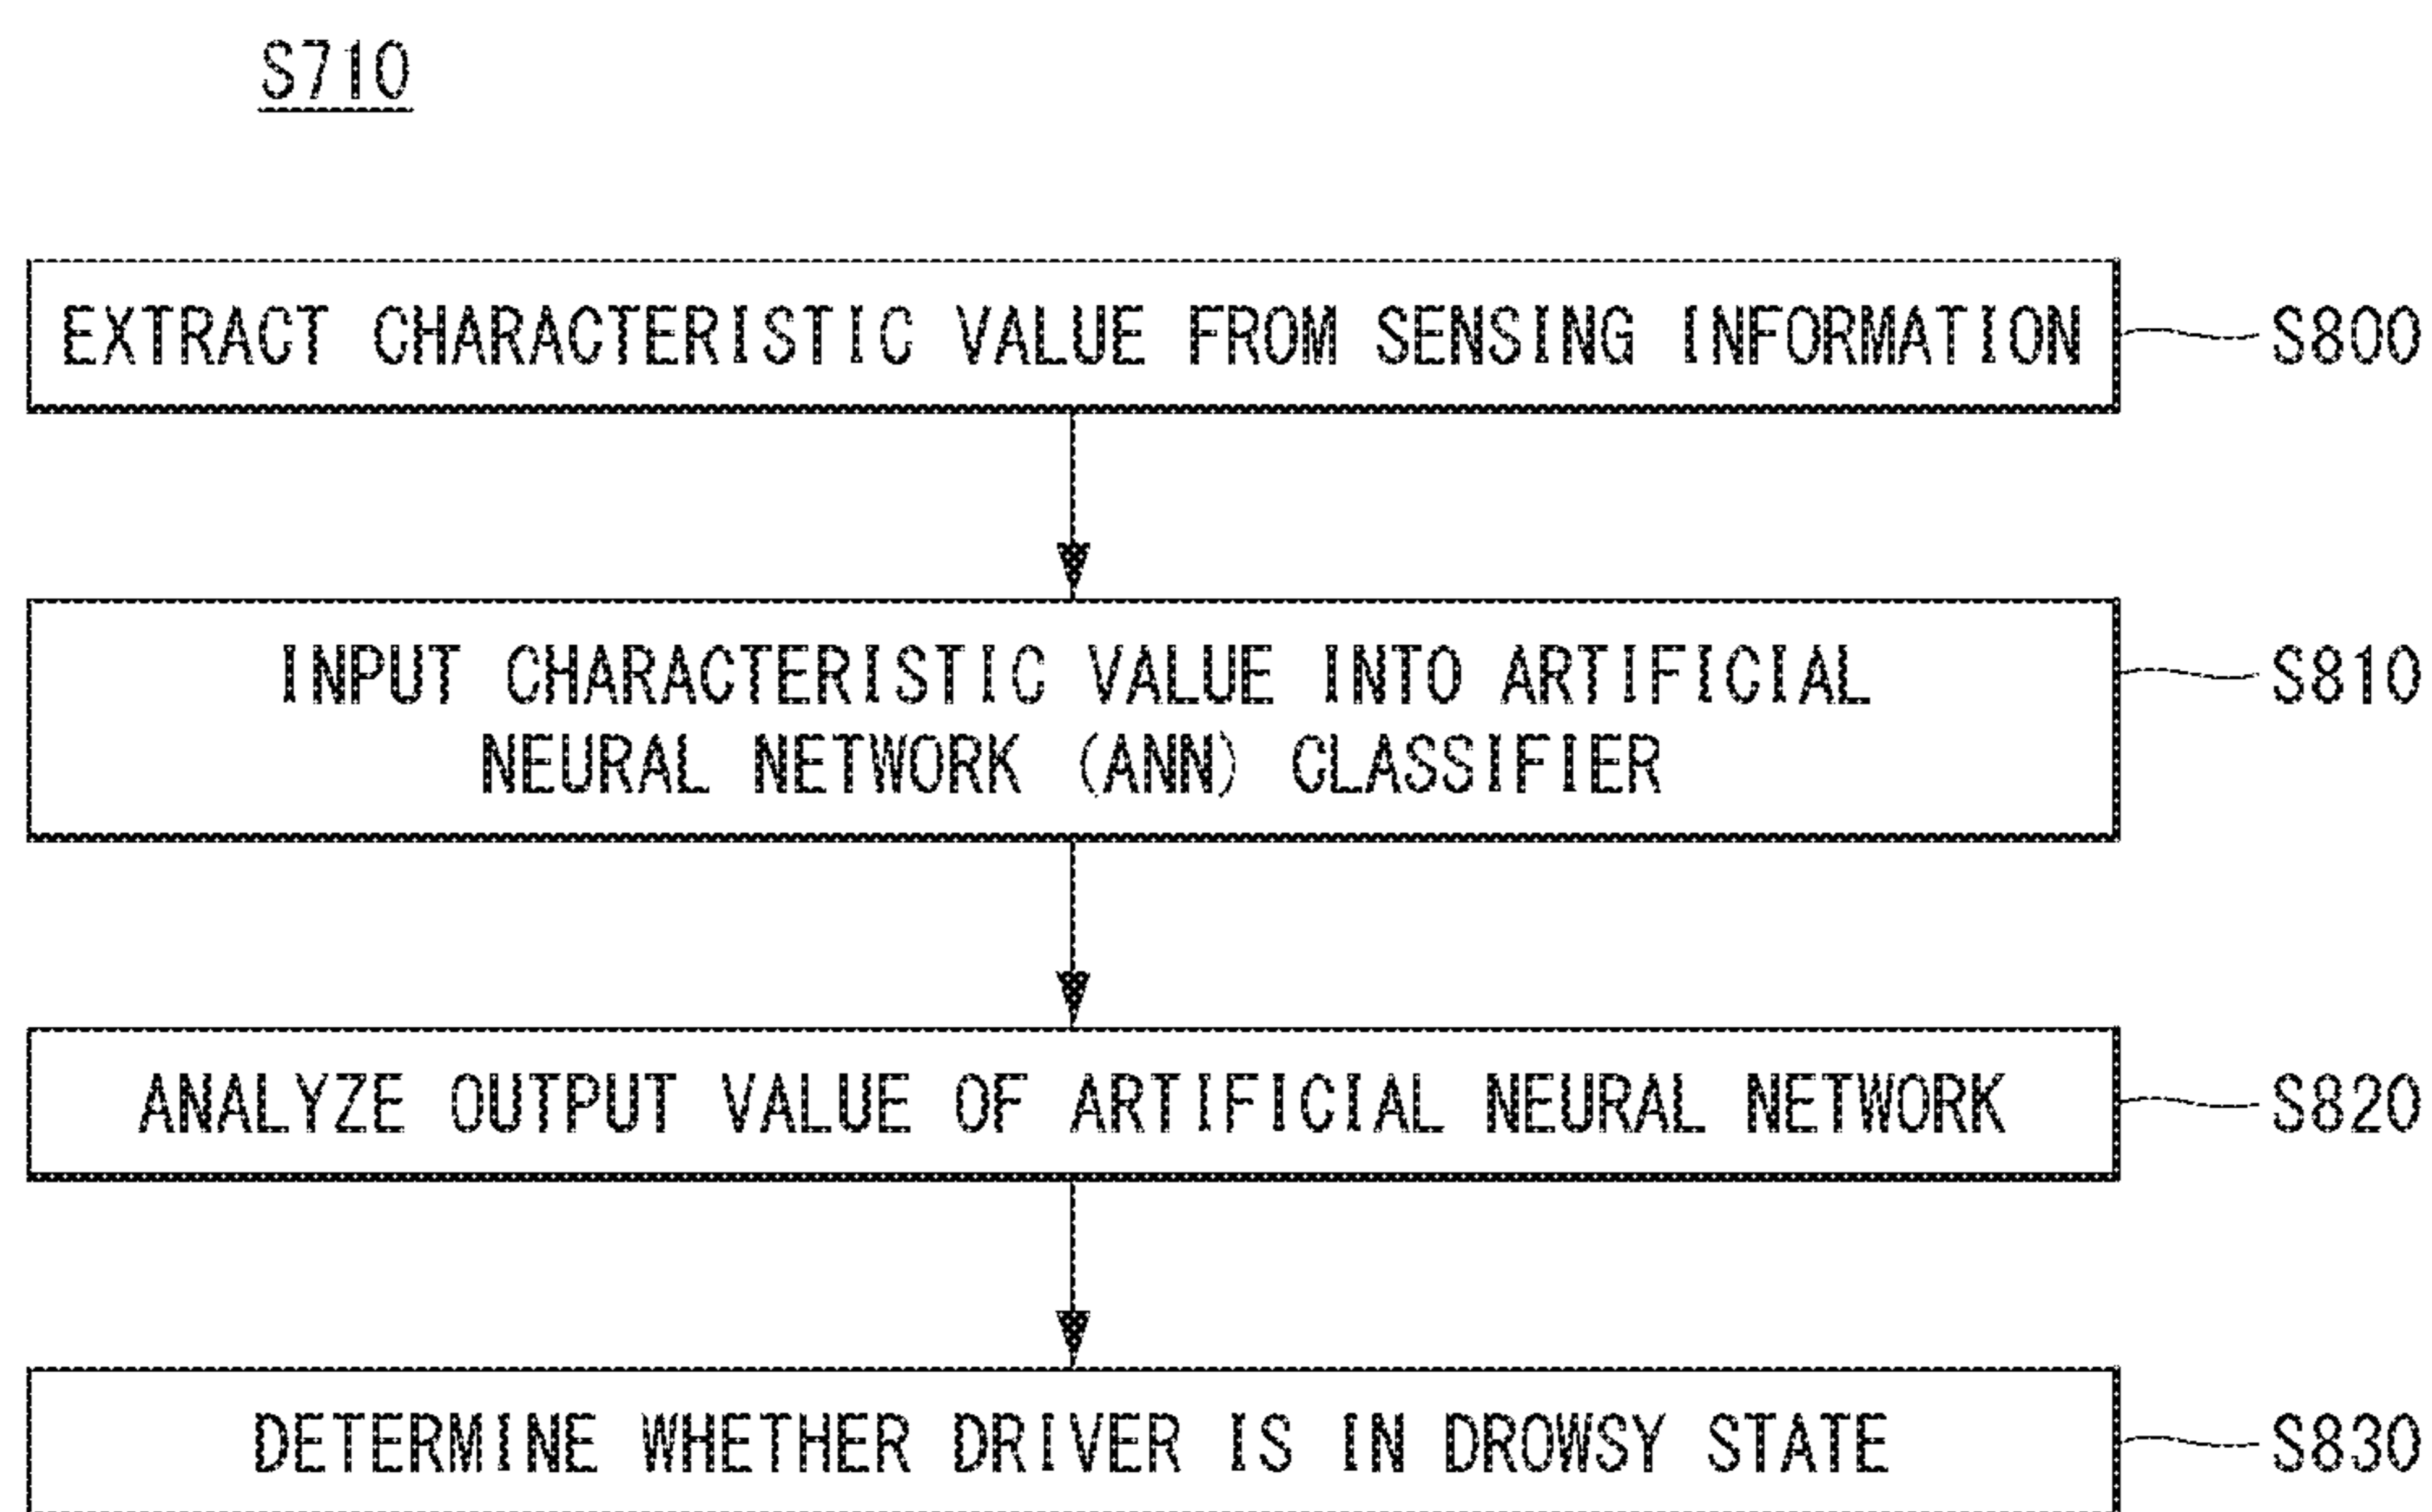 S710
EXTRACT CHARACTERISTIC VALUE FROM SENSING INFORMATION
S800
INPUT CHARACTERISTIC VALUE INTO ARTIFICIAL
NEURAL NETWORK (ANN) CLASSIFIER
S810
ANALYZE OUTPUT VALUE OF ARTIFICIAL NEURAL NETWORK
S820
DETERMINE WHETHER DRIVER IS IN DROWSY STATE
S830